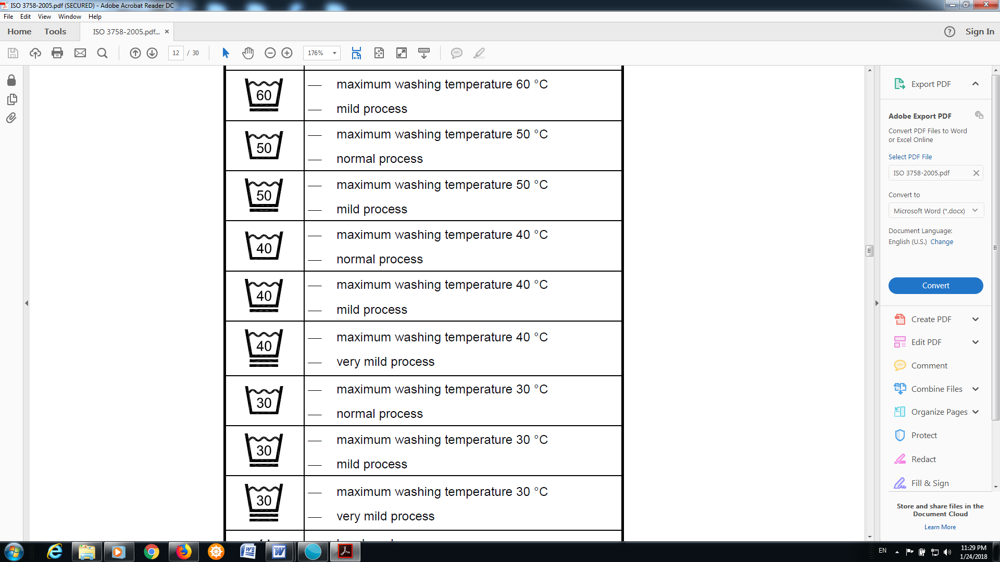 ISO 3758-2005.pdf (SECURED) - Adobe Acrobat Reader DC
File Edit View Window Help
Home Tools ISO 3758-2005.pdf... × Sign In
12 / 30 176%
60 — maximum washing temperature 60 °C
— mild process
50 — maximum washing temperature 50 °C
— normal process
50 — maximum washing temperature 50 °C
— mild process
40 — maximum washing temperature 40 °C
— normal process
40 — maximum washing temperature 40 °C
— mild process
40 — maximum washing temperature 40 °C
— very mild process
30 — maximum washing temperature 30 °C
— normal process
30 — maximum washing temperature 30 °C
— mild process
30 — maximum washing temperature 30 °C
— very mild process
Export PDF
Adobe Export PDF
Convert PDF Files to Word
or Excel Online
Select PDF File
ISO 3758-2005.pdf
Convert to
Microsoft Word (*.docx)
Document Language:
English (U.S.) Change
Convert
Create PDF
Edit PDF
Comment
Combine Files
Organize Pages
Protect
Redact
Fill & Sign
Store and share files in the
Document Cloud
Learn More
EN
11:29 PM
1/24/2018